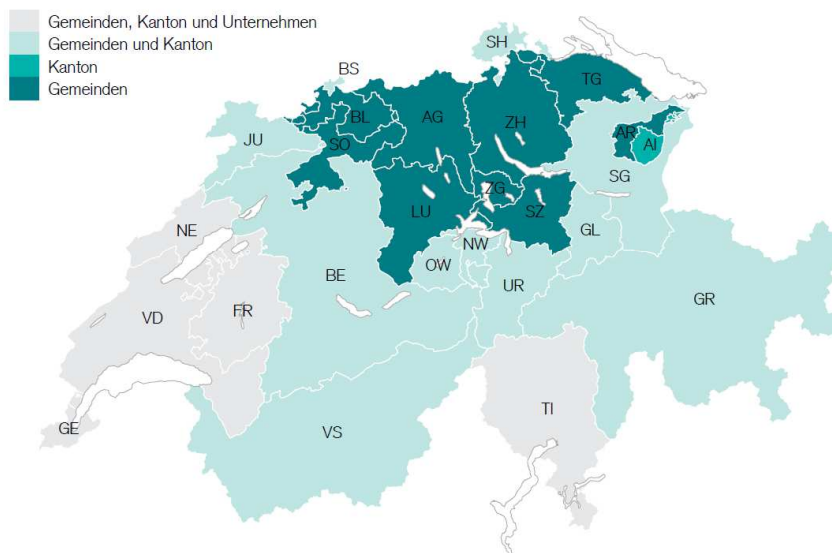 Gemeinden, Kanton und Unternehmen
Gemeinden und Kanton
Kanton
Gemeinden
SH
BS
TG
BL
AG
ZH
AR
AI
JU
SO
SG
ZG
LU
SZ
NE
NW
GL
OW
BE
UR
GR
FR
VD
TI
GE
VS